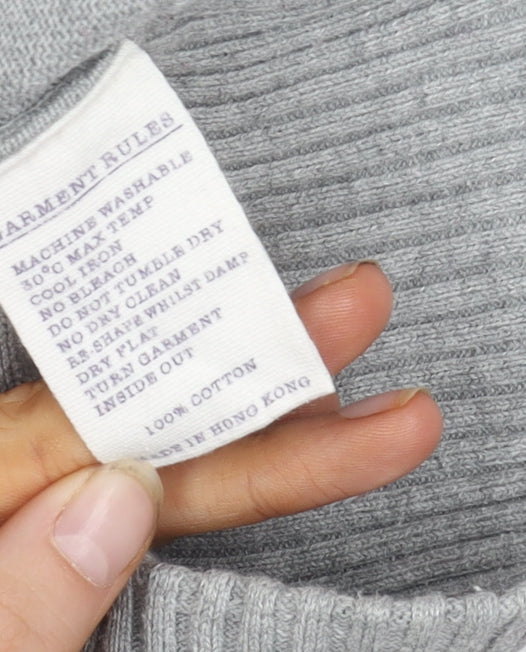 GARMENT RULES
MACHINE WASHABLE
30°C MAX TEMP
COOL IRON
NO BLEACH
DO NOT TUMBLE DRY
NO DRY CLEAN
RE-SHAPE WHILST DAMP
DRY FLAT
TURN GARMENT
INSIDE OUT
100% COTTON
MADE IN HONG KONG